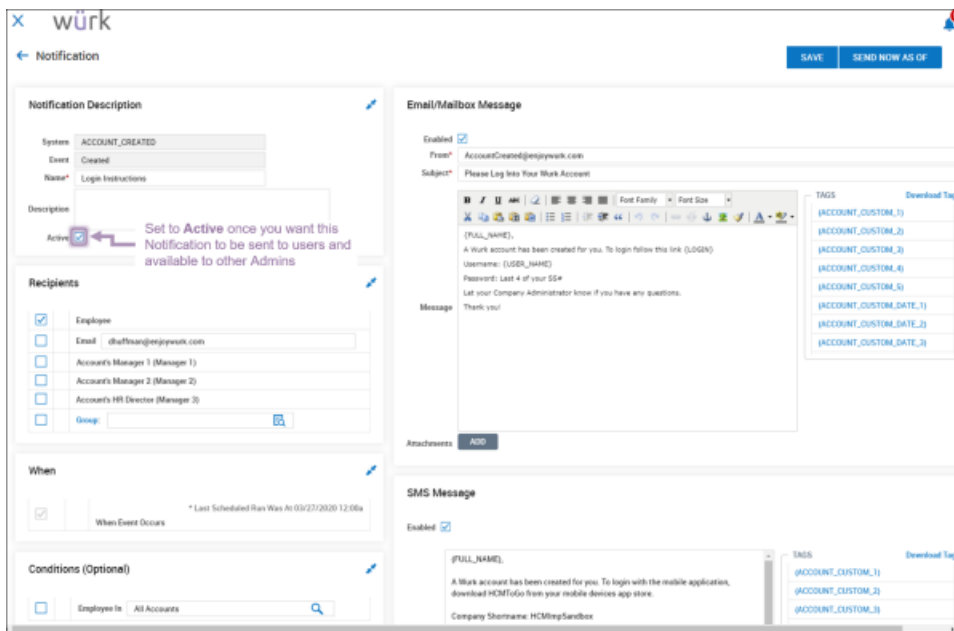 würk
Notification
SAVE
SEND NOW AS OF
Notification Description
System ACCOUNT_CREATED
Event Created
Name* Login Instructions
Description
Active
Set to Active once you want this
Notification to be sent to users and
available to other Admins
Recipients
Employee
Email dhuffman@enjoywurk.com
Account's Manager 1 (Manager 1)
Account's Manager 2 (Manager 2)
Account's HR Director (Manager 3)
Group:
When
* Last Scheduled Run Was At 03/27/2020 12:00a
When Event Occurs
Conditions (Optional)
Employee In All Accounts
Email/Mailbox Message
Enabled
From* AccountCreated@enjoywurk.com
Subject* Please Log Into Your Wurk Account
B I U ABC Font Family Font Size
{FULL_NAME},
A Wurk account has been created for you. To login follow this link {LOGIN}
Username: {USER_NAME}
Password: Last 4 of your SS#
Let your Company Administrator know if you have any questions.
Message Thank you!
TAGS Download Tag
{ACCOUNT_CUSTOM_1}
{ACCOUNT_CUSTOM_2}
{ACCOUNT_CUSTOM_3}
{ACCOUNT_CUSTOM_4}
{ACCOUNT_CUSTOM_5}
{ACCOUNT_CUSTOM_DATE_1}
{ACCOUNT_CUSTOM_DATE_2}
{ACCOUNT_CUSTOM_DATE_3}
Attachments ADD
SMS Message
Enabled
{FULL_NAME},
A Wurk account has been created for you. To login with the mobile application,
download HCMToGo from your mobile devices app store.
Company Shortname: HCMImpSandbox
TAGS Download Tag
{ACCOUNT_CUSTOM_1}
{ACCOUNT_CUSTOM_2}
{ACCOUNT_CUSTOM_3}